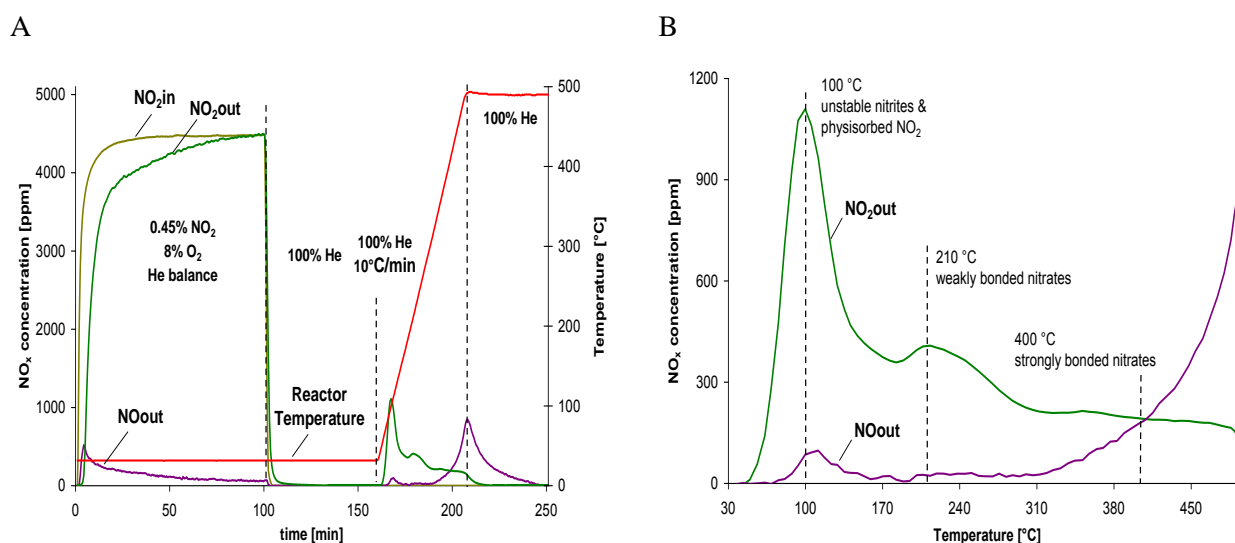 A
B
NOₓ concentration [ppm]
5000
4000
3000
2000
1000
0
0
50
100
150
200
250
time [min]
500
400
300
200
100
0
Temperature [°C]
NO₂in
NO₂out
0.45% NO₂
8% O₂
He balance
100% He
100% He
10°C/min
100% He
NOout
Reactor
Temperature
NOₓ concentration [ppm]
1200
900
600
300
0
30
100
170
240
310
380
450
Temperature [°C]
100 °C
unstable nitrites &
physisorbed NO₂
NO₂out
210 °C
weakly bonded nitrates
400 °C
strongly bonded nitrates
NOout